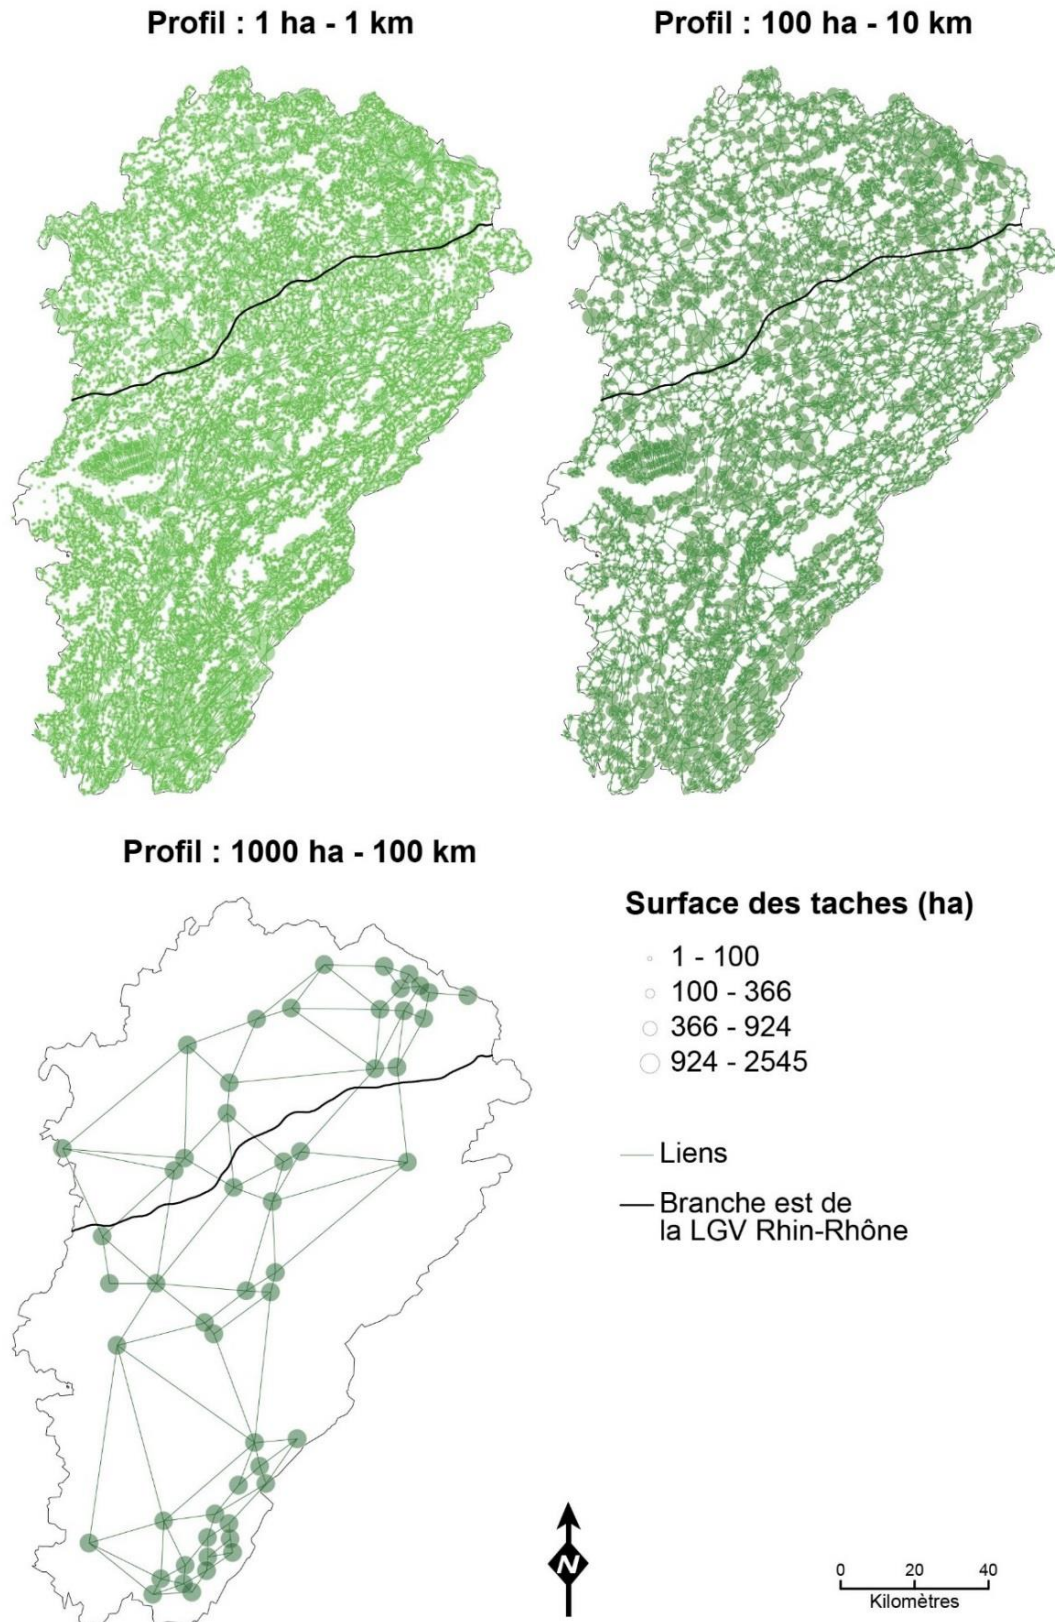 Profil : 1 ha - 1 km
Profil : 100 ha - 10 km
Profil : 1000 ha - 100 km
Surface des taches (ha)
1 - 100
100 - 366
366 - 924
924 - 2545
Liens
Branche est de
la LGV Rhin-Rhône
N
0 20 40
Kilomètres